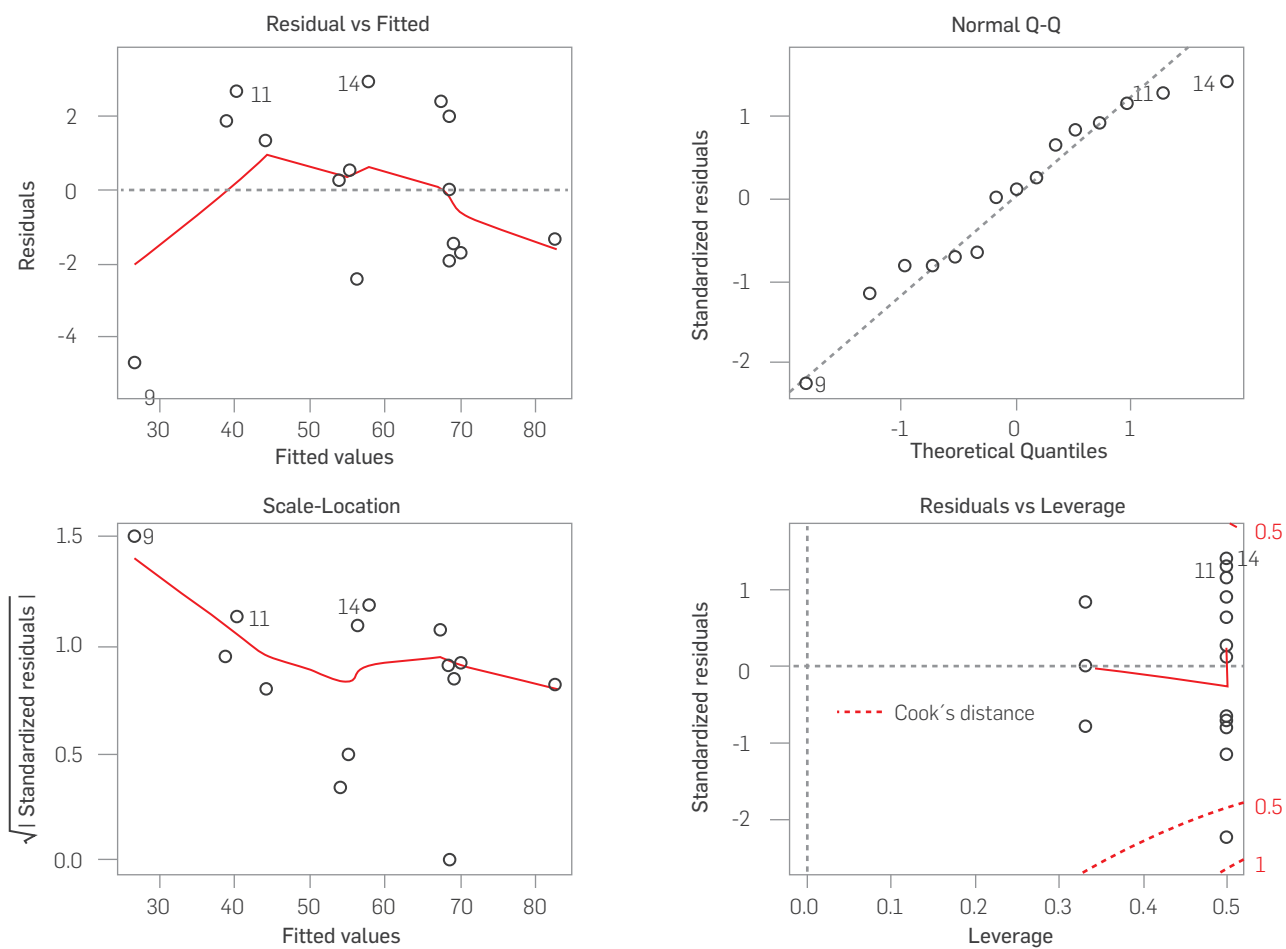 Residual vs Fitted
Residuals
2
0
-2
-4
11
14
9
30 40 50 60 70 80
Fitted values
Normal Q-Q
Standardized residuals
1
0
-1
-2
11
14
9
-1 0 1
Theoretical Quantiles
Scale-Location
√| Standardized residuals |
1.5
1.0
0.5
0.0
9
11
14
30 40 50 60 70 80
Fitted values
Residuals vs Leverage
Standardized residuals
1
0
-1
-2
0.5
14
11
Cook´s distance
0.5
1
0.0 0.1 0.2 0.3 0.4 0.5
Leverage